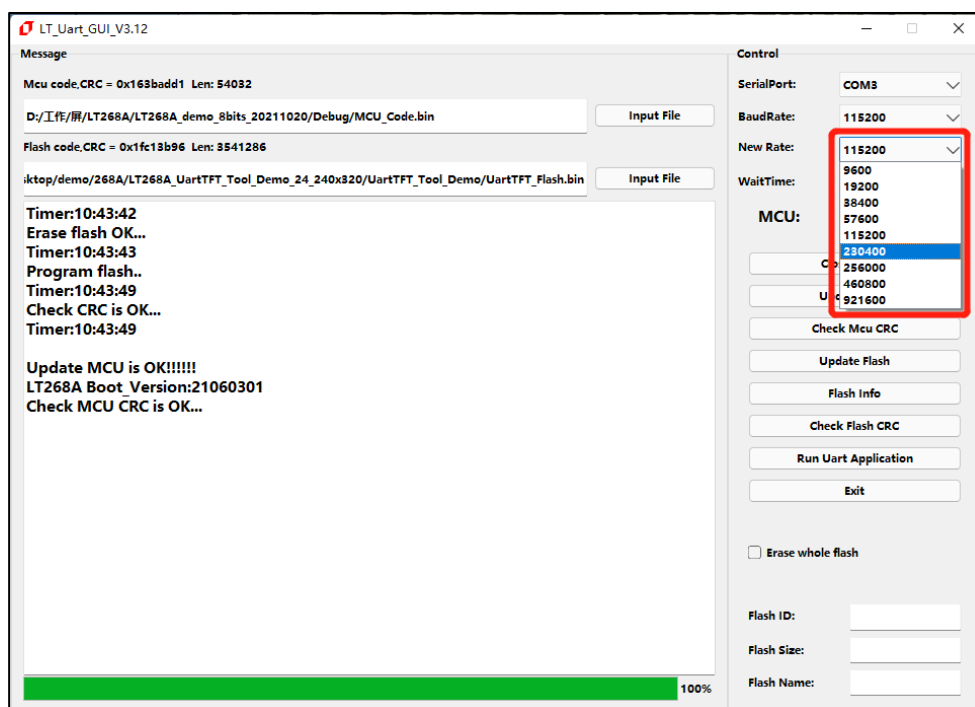 LT_Uart_GUI_V3.12
Message
Mcu code,CRC = 0x163badd1 Len: 54032
D:/工作/屏/LT268A/LT268A_demo_8bits_20211020/Debug/MCU_Code.bin
Input File
Flash code,CRC = 0x1fc13b96 Len: 3541286
ktop/demo/268A/LT268A_UartTFT_Tool_Demo_24_240x320/UartTFT_Tool_Demo/UartTFT_Flash.bin
Input File
Timer:10:43:42
Erase flash OK...
Timer:10:43:43
Program flash..
Timer:10:43:49
Check CRC is OK...
Timer:10:43:49
Update MCU is OK!!!!!!
LT268A Boot_Version:21060301
Check MCU CRC is OK...
100%
Control
SerialPort:
COM3
BaudRate:
115200
New Rate:
115200
9600
19200
38400
57600
115200
230400
256000
460800
921600
WaitTime:
MCU:
Check Mcu CRC
Update Flash
Flash Info
Check Flash CRC
Run Uart Application
Exit
Erase whole flash
Flash ID:
Flash Size:
Flash Name: